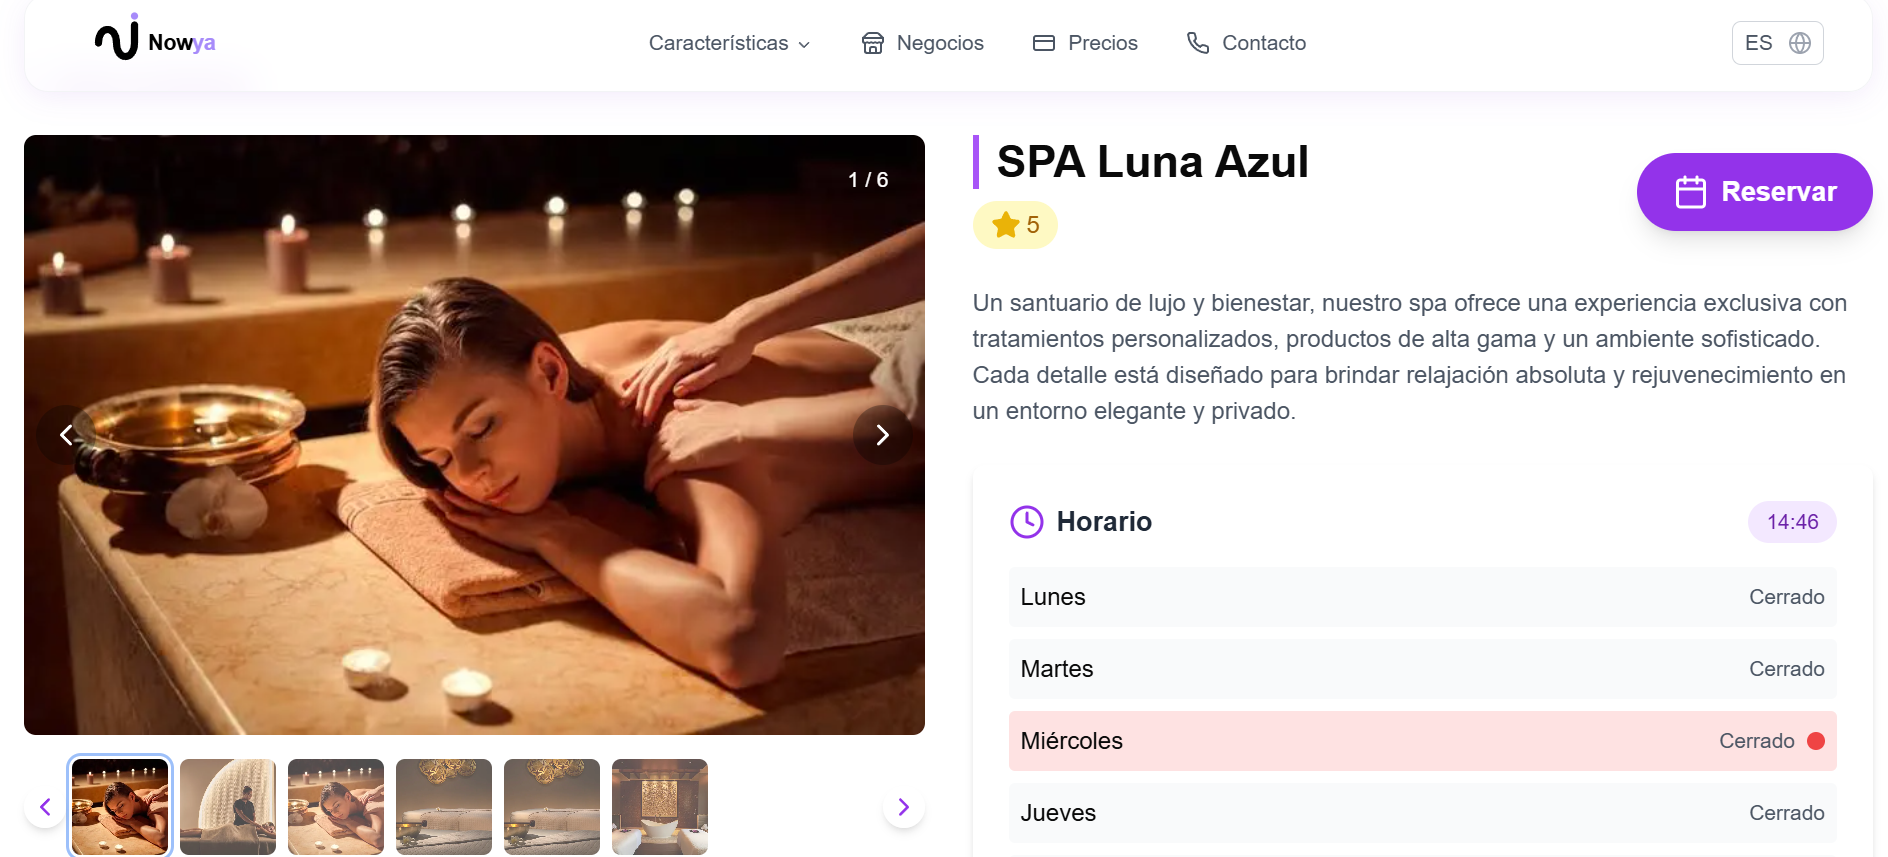 Nowya
Características
Negocios
Precios
Contacto
ES
1 / 6
SPA Luna Azul
5
Reservar
Un santuario de lujo y bienestar, nuestro spa ofrece una experiencia exclusiva con
tratamientos personalizados, productos de alta gama y un ambiente sofisticado.
Cada detalle está diseñado para brindar relajación absoluta y rejuvenecimiento en
un entorno elegante y privado.
Horario
14:46
Lunes
Cerrado
Martes
Cerrado
Miércoles
Cerrado
Jueves
Cerrado